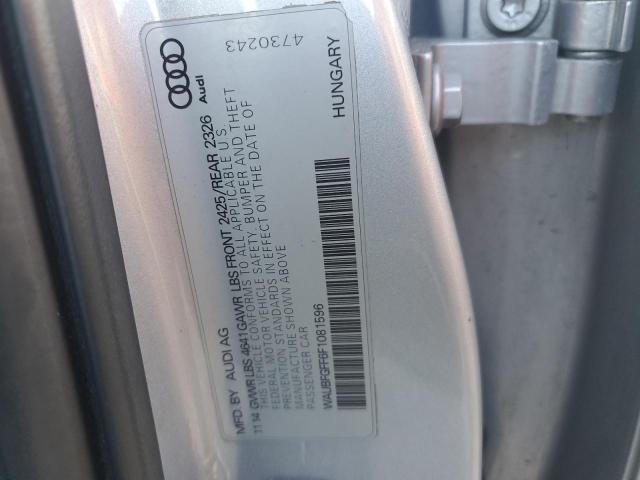 Audi
4730243
MFD. BY AUDI AG
11 14 GVWR LBS 4641 GAWR LBS FRONT 2425/REAR 2326
THIS VEHICLE CONFORMS TO ALL APPLICABLE U.S.
FEDERAL MOTOR VEHICLE SAFETY, BUMPER AND THEFT
PREVENTION STANDARDS IN EFFECT ON THE DATE OF
MANUFACTURE SHOWN ABOVE
PASSENGER CAR
WAUBFGFF6F1081596
HUNGARY